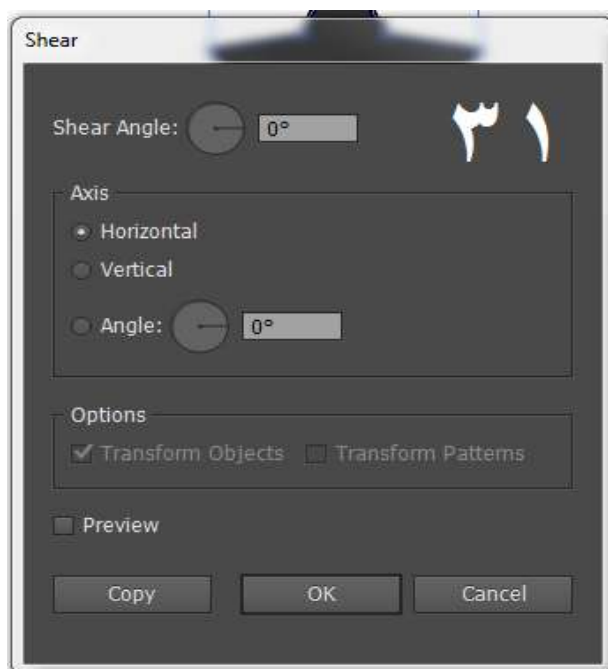 Shear
Shear Angle: 0°
٣١
Axis
Horizontal
Vertical
Angle: 0°
Options
Transform Objects Transform Patterns
Preview
Copy OK Cancel